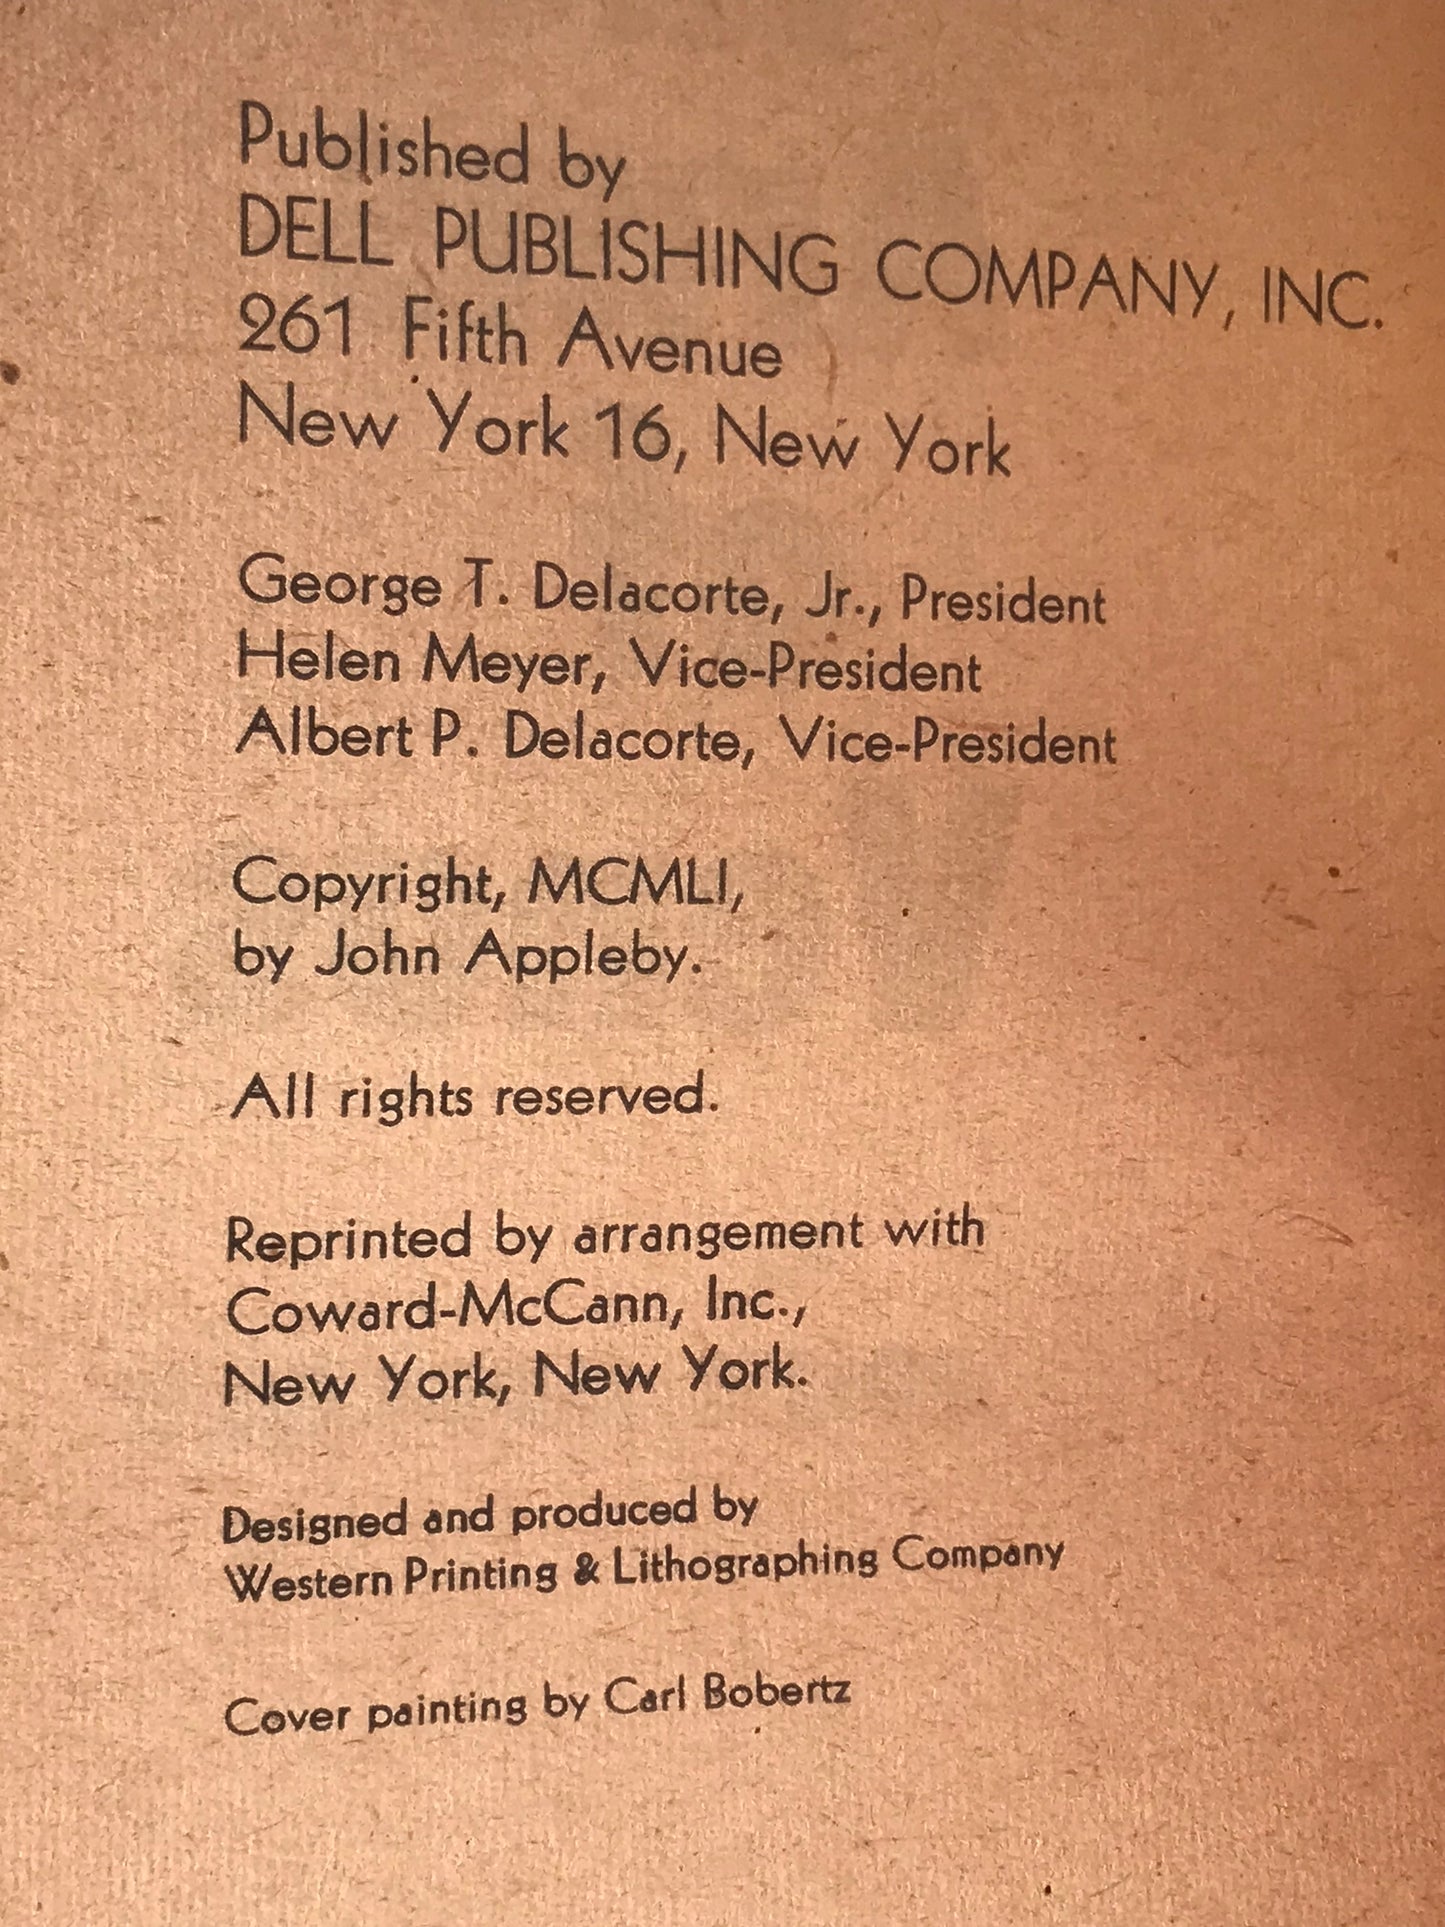 Published by
DELL PUBLISHING COMPANY, INC.
261 Fifth Avenue
New York 16, New York
George T. Delacorte, Jr., President
Helen Meyer, Vice-President
Albert P. Delacorte, Vice-President
Copyright, MCMLI,
by John Appleby.
All rights reserved.
Reprinted by arrangement with
Coward-McCann, Inc.,
New York, New York.
Designed and produced by
Western Printing & Lithographing Company
Cover painting by Carl Bobertz